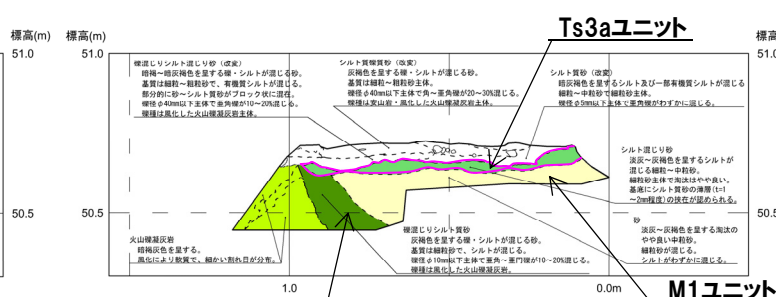 Ts3aユニット
標高(m)
標高(m)
標高
51.0
51.0
50.5
50.5
50.5
礫混じりシルト混じり砂（改変）
暗褐～暗灰褐色を呈する礫・シルトが混じる砂。
基質は細粒～粗粒砂で、有機質シルトが混じる。
部分的に砂～シルト質砂がブロック状に混在。
礫径φ40mm以下主体で亜角礫が10～20%混じる。
礫種は風化した火山礫凝灰岩主体。
シルト質礫質砂（改変）
灰褐色を呈する礫・シルトが混じる砂。
基質は細粒～粗粒砂主体。
礫径φ40mm以下主体で角～亜角礫が20～30%混じる。
礫種は安山岩・風化した火山礫凝灰岩主体。
シルト質砂（改変）
暗灰褐色を呈するシルト及び一部有機質シルトが混じる
細粒～中粒砂で細粒砂主体。
礫径φ5mm以下主体で亜角礫がわずかに混じる。
シルト混じり砂
淡灰～灰褐色を呈するシルトが
混じる細粒～中粒砂。
細粒砂主体で淘汰はやや良い。
基底にシルト質砂の薄層(t=1
～2mm程度)の挟在が認められる。
砂
淡灰～灰褐色を呈する淘汰の
やや良い中粒砂。
細粒砂が混じる。
シルトがわずかに混じる。
火山礫凝灰岩
暗褐灰色を呈する。
風化により軟質で、細かい割れ目が分布。
礫混じりシルト質砂
灰褐色を呈する礫・シルトが混じる砂。
基質は細粒砂で、シルトが混じる。
礫径φ10mm以下主体で亜角～亜円礫が10～20%混じる。
礫種は風化した火山礫凝灰岩。
1.0
0.0m
M1ユニット